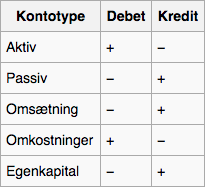 Kontotype Debet Kredit
Aktiv + −
Passiv − +
Omsætning − +
Omkostninger + −
Egenkapital − +